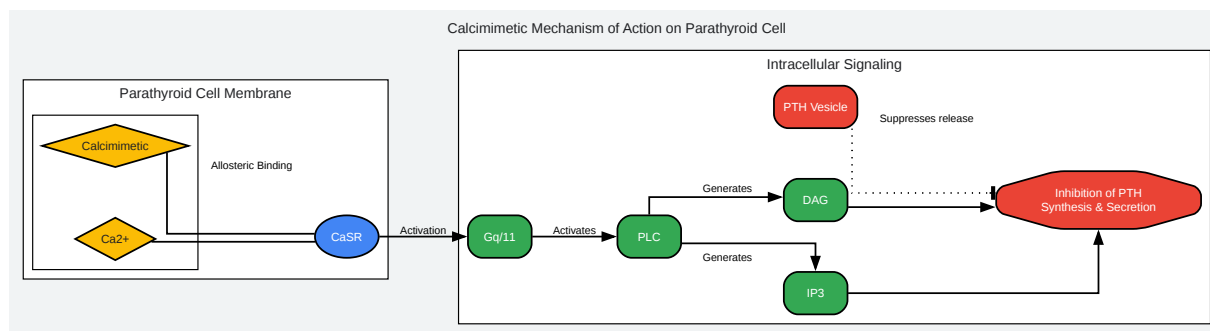 Calcimimetic Mechanism of Action on Parathyroid Cell
Parathyroid Cell Membrane
Calcimimetic
Allosteric Binding
Ca2+
CaSR
Activation
Intracellular Signaling
PTH Vesicle
Suppresses release
Gq/11
Activates
PLC
Generates
DAG
Generates
IP3
Inhibition of PTH
Synthesis & Secretion